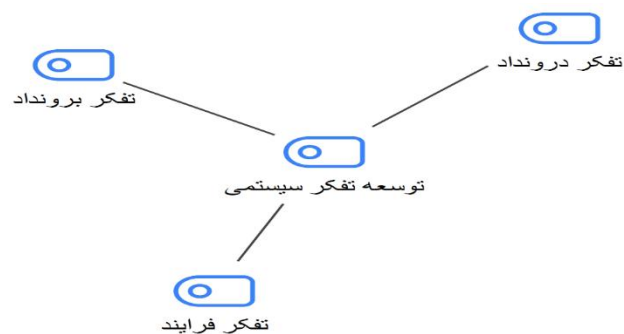 تفکر درونداد
تفکر برونداد
توسعه تفکر سیستمی
تفکر فرایند